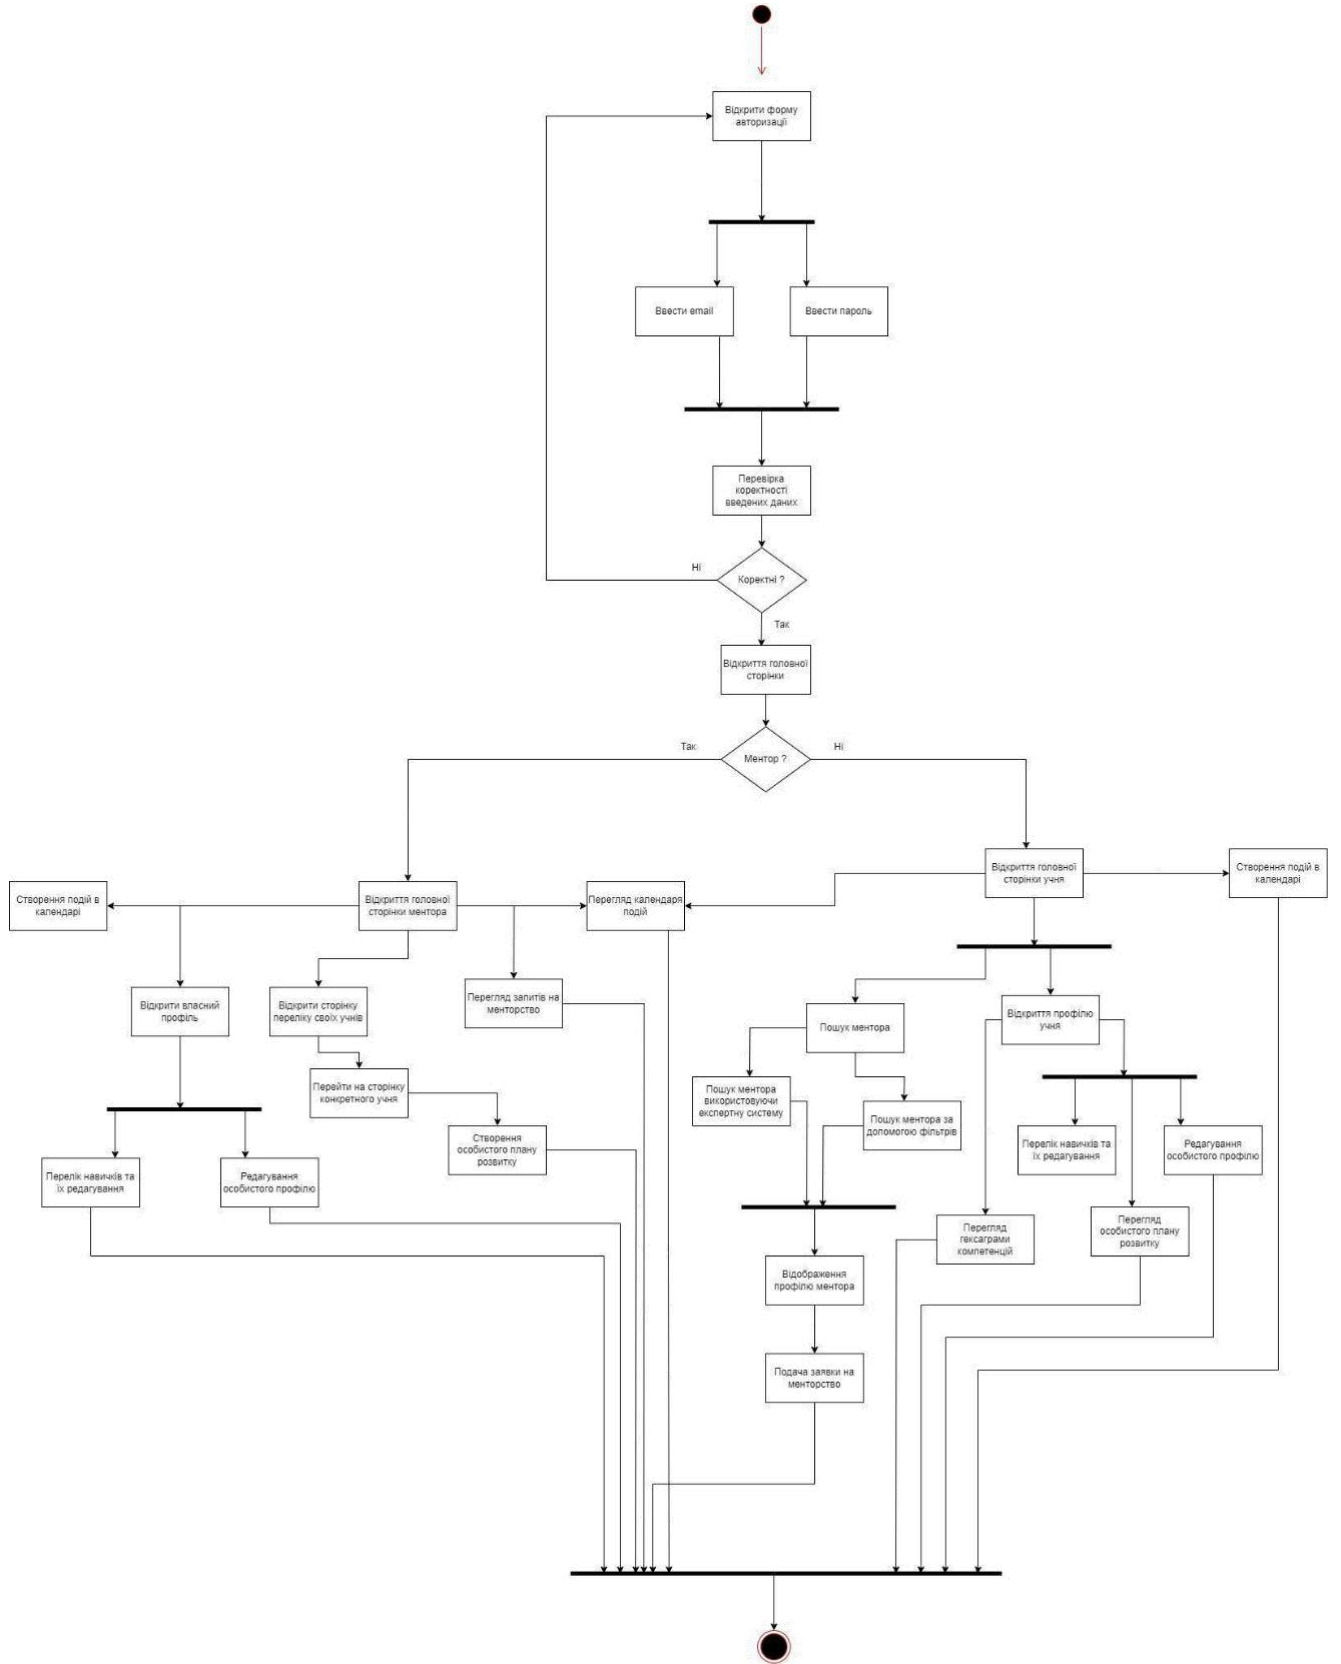 Відкрити форму
авторизації
Ввести email
Ввести пароль
Перевірка
коректності
введених даних
Ні
Коректні ?
Так
Відкриття головної
сторінки
Так
Ментор ?
Ні
Створення подій в
календарі
Відкриття головної
сторінки ментора
Перегляд календаря
подій
Відкриття головної
сторінки учня
Створення подій в
календарі
Відкрити власний
профіль
Відкрити сторінку
переліку своїх учнів
Перегляд запитів на
менторство
Пошук ментора
Відкриття профілю
учня
Перейти на сторінку
конкретного учня
Пошук ментора
використовуючи
експертну систему
Пошук ментора за
допомогою фільтрів
Створення
особистого плану
розвитку
Перелік навичків та
їх редагування
Редагування
особистого профілю
Перелік навичків та
їх редагування
Редагування
особистого профілю
Перегляд
гексаграми
компетенцій
Перегляд
особистого плану
розвитку
Відображення
профілю ментора
Подача заявки на
менторство